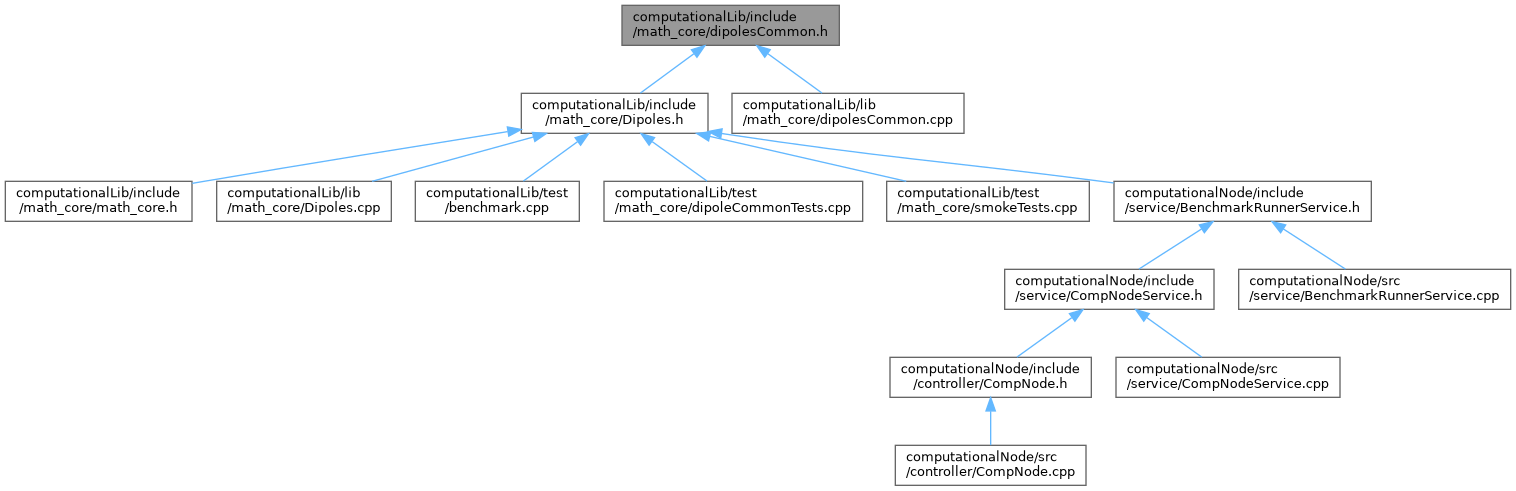 computationalLib/include
/math_core/dipolesCommon.h
computationalLib/include
/math_core/Dipoles.h
computationalLib/lib
/math_core/dipolesCommon.cpp
computationalLib/include
/math_core/math_core.h
computationalLib/lib
/math_core/Dipoles.cpp
computationalLib/test
/benchmark.cpp
computationalLib/test
/math_core/dipoleCommonTests.cpp
computationalLib/test
/math_core/smokeTests.cpp
computationalNode/include
/service/BenchmarkRunnerService.h
computationalNode/include
/service/CompNodeService.h
computationalNode/src
/service/BenchmarkRunnerService.cpp
computationalNode/include
/controller/CompNode.h
computationalNode/src
/service/CompNodeService.cpp
computationalNode/src
/controller/CompNode.cpp